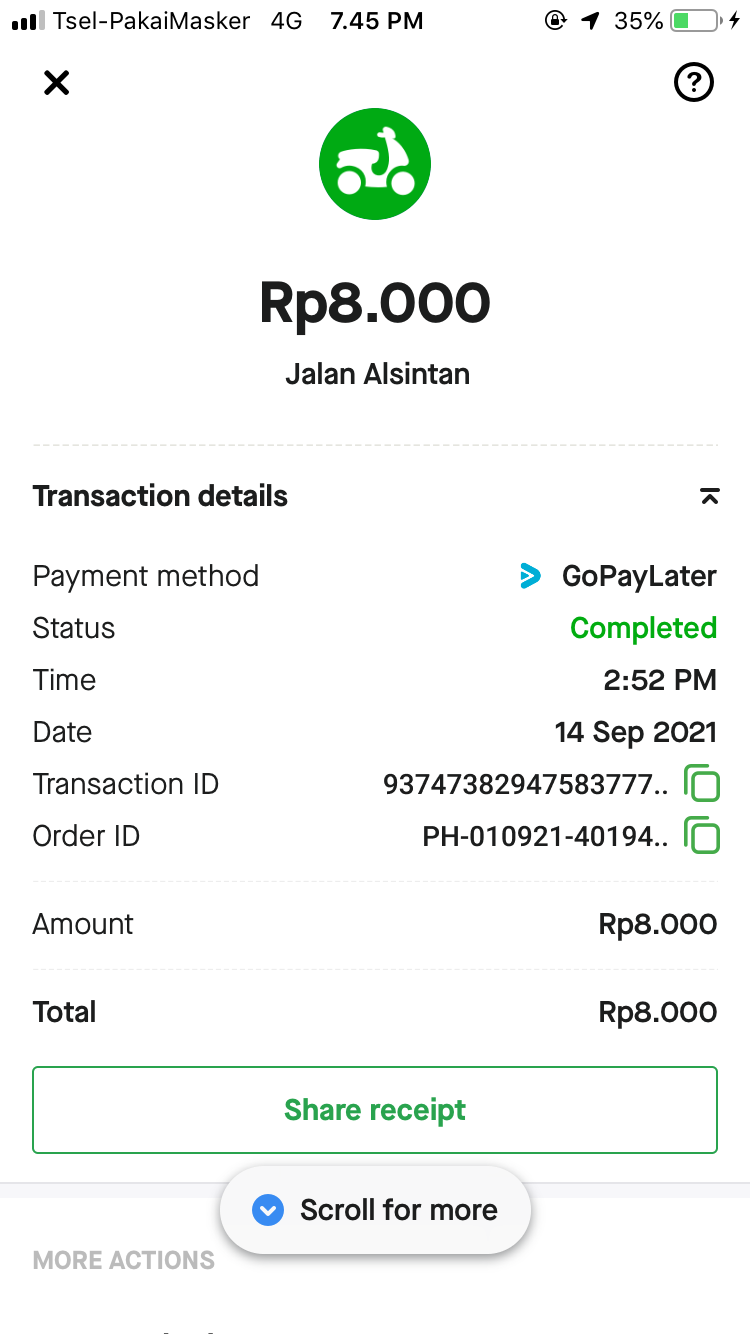 Tsel-PakaiMasker 4G 7.45 PM 35%
Rp8.000
Jalan Alsintan
Transaction details
Payment method GoPayLater
Status Completed
Time 2:52 PM
Date 14 Sep 2021
Transaction ID 93747382947583777..
Order ID PH-010921-40194..
Amount Rp8.000
Total Rp8.000
Share receipt
Scroll for more
MORE ACTIONS